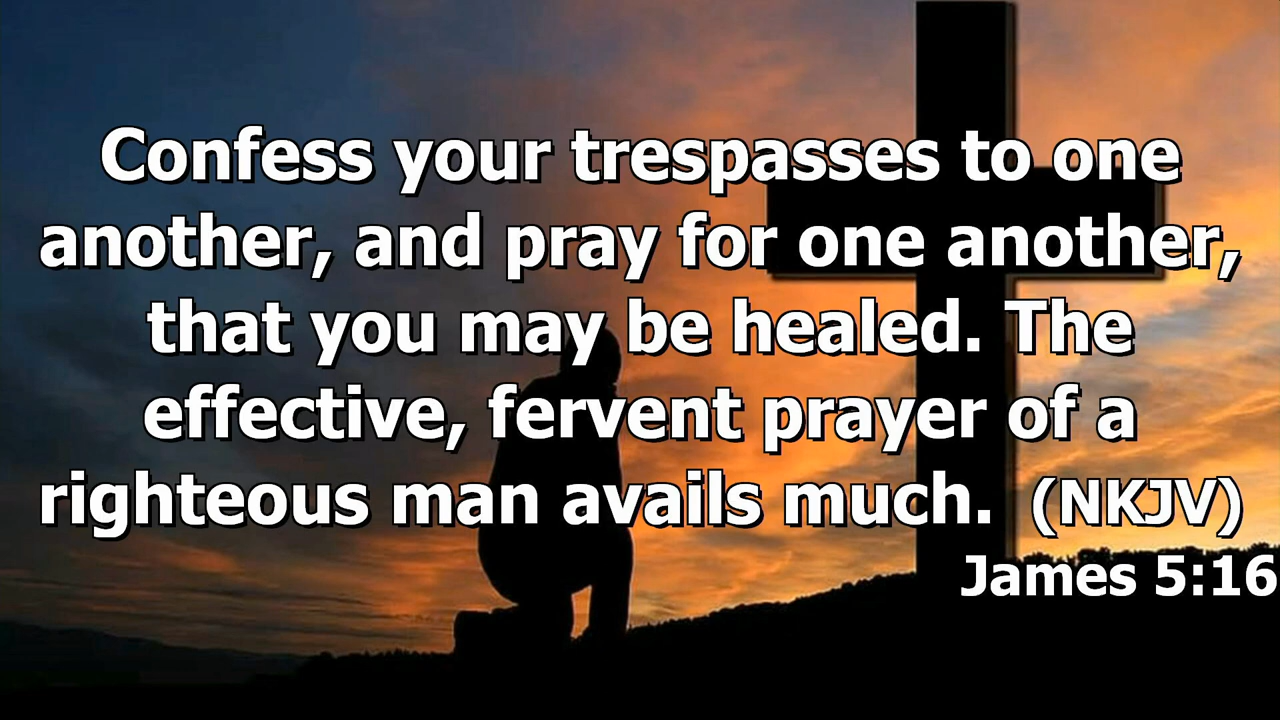 Confess your trespasses to one
another, and pray for one another,
that you may be healed. The
effective, fervent prayer of a
righteous man avails much. (NKJV)
James 5:16